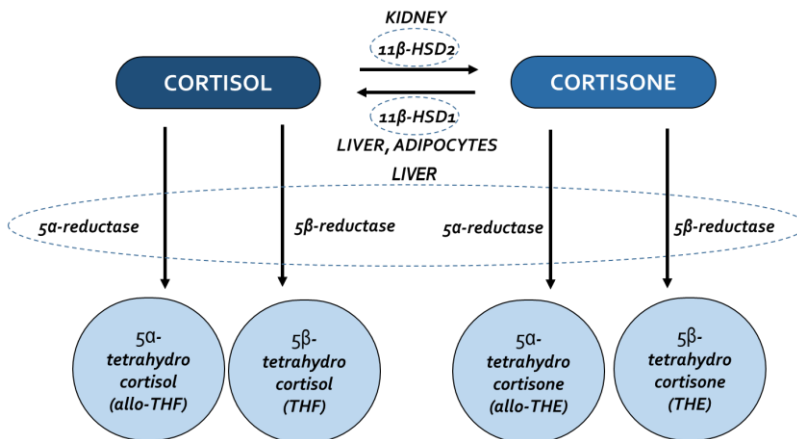 KIDNEY
11β-HSD2
CORTISOL
CORTISONE
11β-HSD1
LIVER, ADIPOCYTES
LIVER
5α-reductase
5β-reductase
5α-reductase
5β-reductase
5α-
tetrahydro
cortisol
(allo-THF)
5β-
tetrahydro
cortisol
(THF)
5α-
tetrahydro
cortisone
(allo-THE)
5β-
tetrahydro
cortisone
(THE)